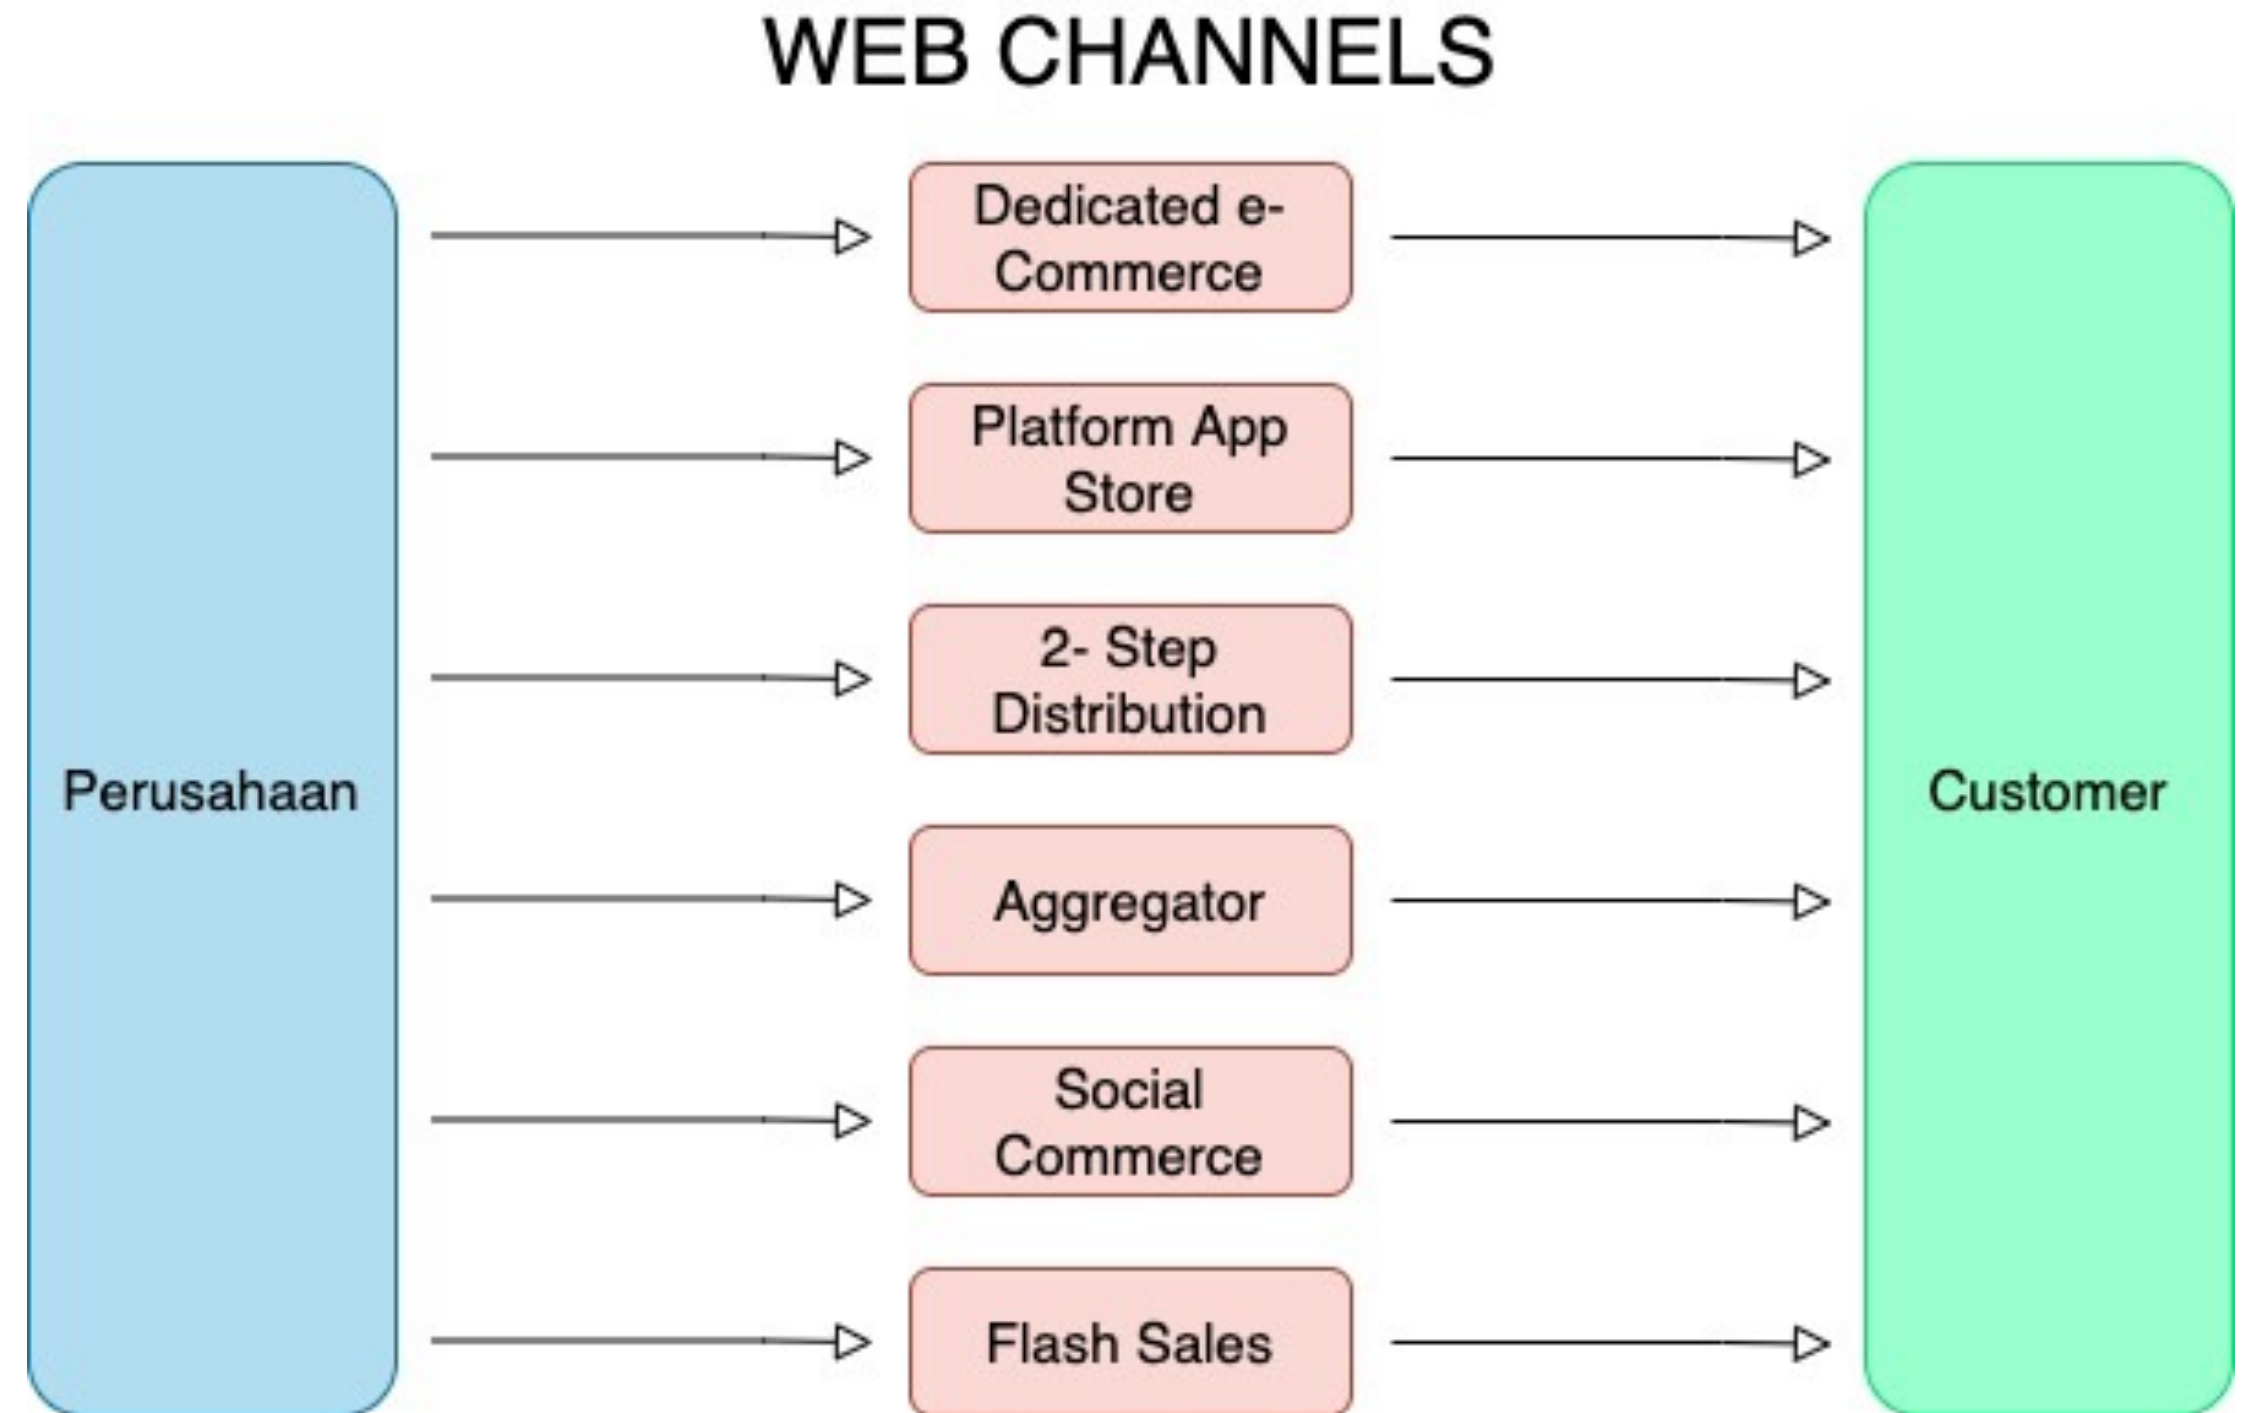 WEB CHANNELS
Dedicated e-
Commerce
Platform App
Store
2- Step
Distribution
Perusahaan
Customer
Aggregator
Social
Commerce
Flash Sales